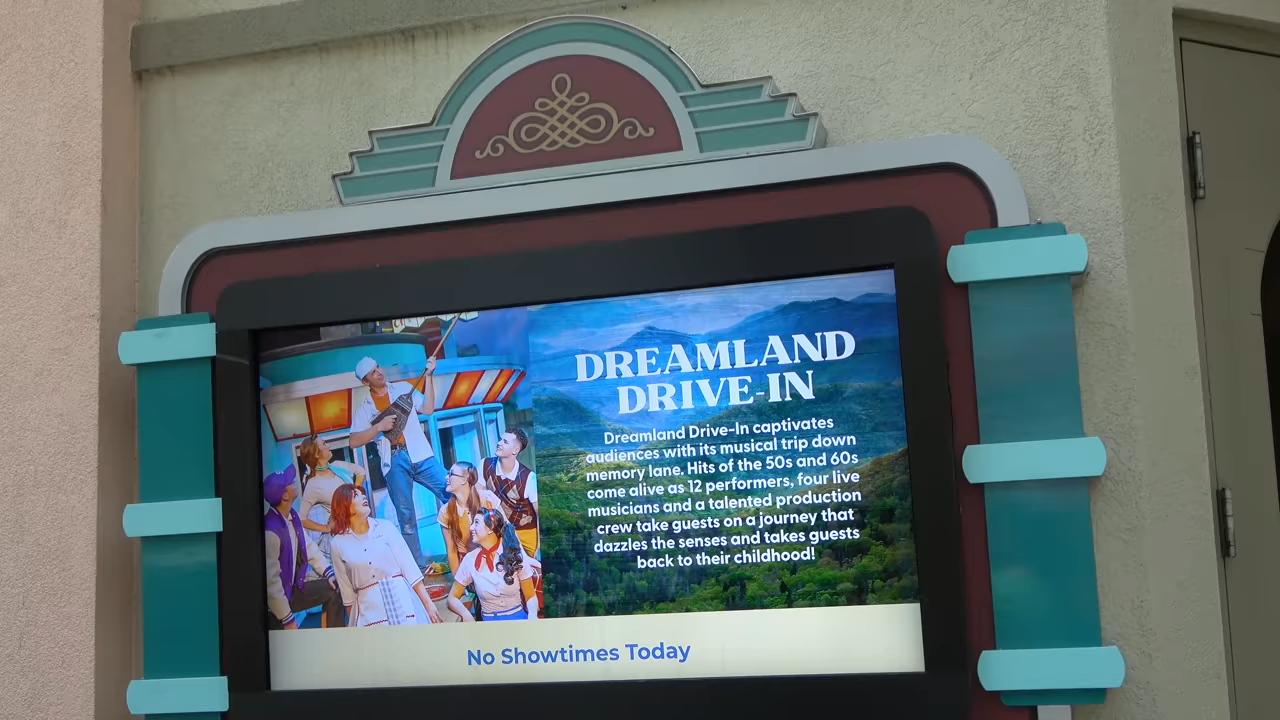 DREAMLAND
DRIVE-IN
Dreamland Drive-In captivates
audiences with its musical trip down
memory lane. Hits of the 50s and 60s
come alive as 12 performers, four live
musicians and a talented production
crew take guests on a journey that
dazzles the senses and takes guests
back to their childhood!
No Showtimes Today